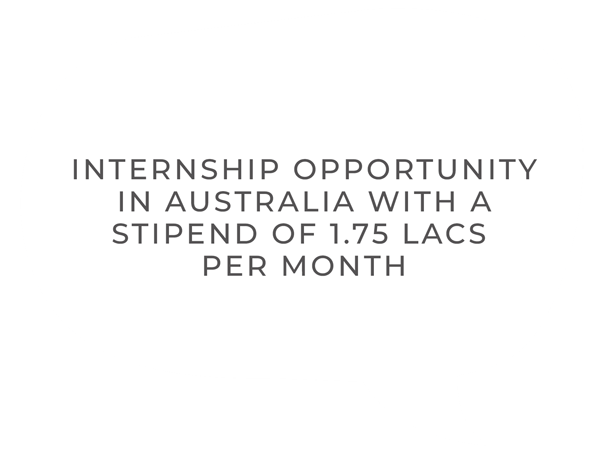 INTERNSHIP OPPORTUNITY
IN AUSTRALIA WITH A
STIPEND OF 1.75 LACS
PER MONTH